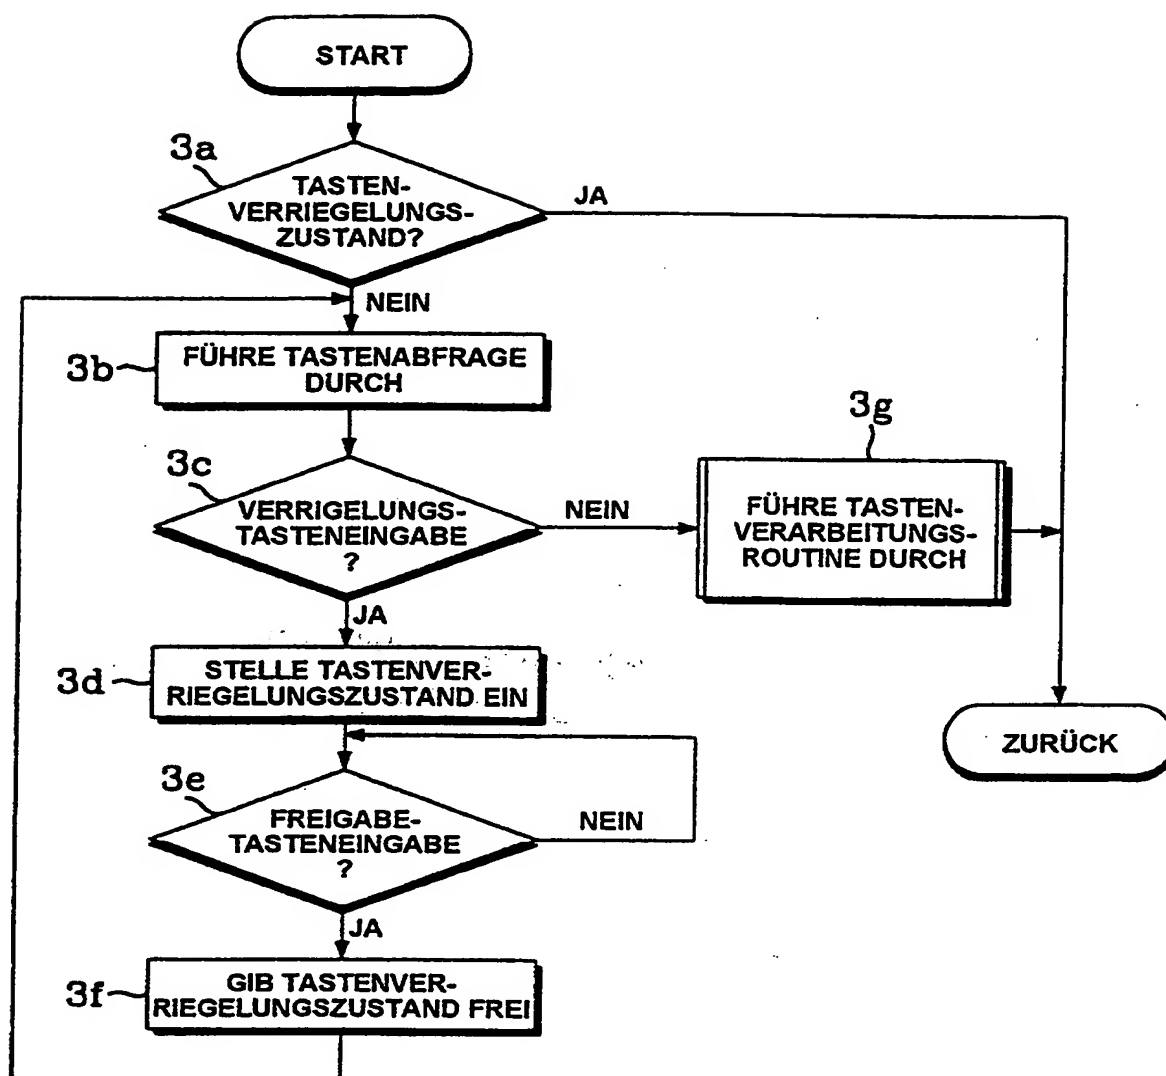 START
3a
TASTEN-
VERRIEGELUNGS-
ZUSTAND?
JA
NEIN
3b
FÜHRE TASTENABFRAGE
DURCH
3c
VERRIGELUNGS-
TASTENEINGABE
?
NEIN
3g
FÜHRE TASTEN-
VERARBEITUNGS-
ROUTINE DURCH
JA
3d
STELLE TASTENVER-
RIEGELUNGSZUSTAND EIN
ZURÜCK
3e
FREIGABE-
TASTENEINGABE
?
NEIN
JA
3f
GIB TASTENVER-
RIEGELUNGSZUSTAND FREI